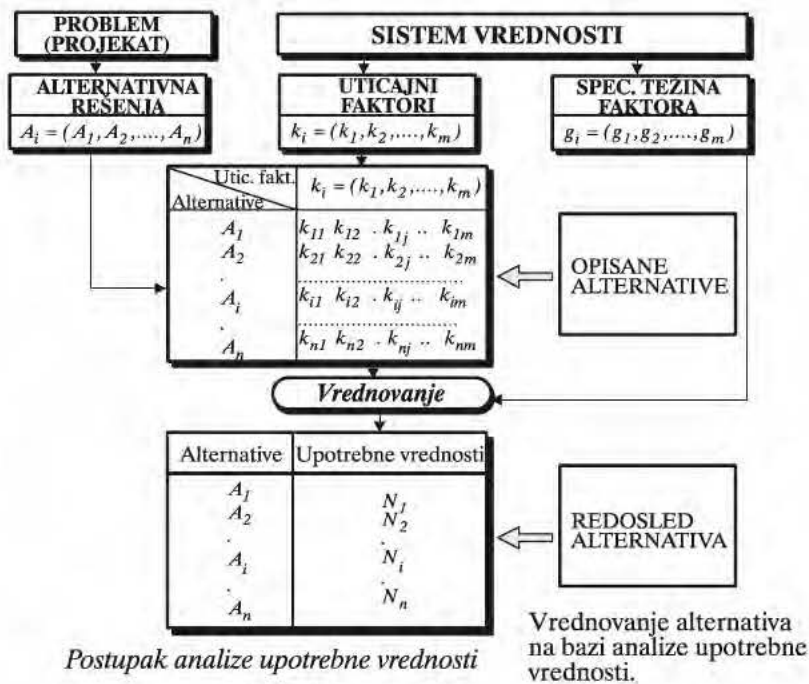 PROBLEM
(PROJEKAT)
SISTEM VREDNOSTI
ALTERNATIVNA
REŠENJA
A_i = (A_1, A_2, ...., A_n)
UTICAJNI
FAKTORI
k_i = (k_1, k_2, ...., k_m)
SPEC. TEŽINA
FAKTORA
g_i = (g_1, g_2, ...., g_m)
Utic. fakt.
Alternative
k_i = (k_1, k_2, ...., k_m)
A_1 k_11 k_12 . k_1j .. k_1m
A_2 k_21 k_22 . k_2j .. k_2m
. ..............................
A_i k_i1 k_i2 . k_ij .. k_im
. ..............................
A_n k_n1 k_n2 . k_nj .. k_nm
OPISANE
ALTERNATIVE
Vrednovanje
Alternative Upotrebne vrednosti
A_1 N_1
A_2 N_2
. .
A_i N_i
. .
A_n N_n
REDOSLED
ALTERNATIVA
Postupak analize upotrebne vrednosti
Vrednovanje alternativa
na bazi analize upotrebne
vrednosti.